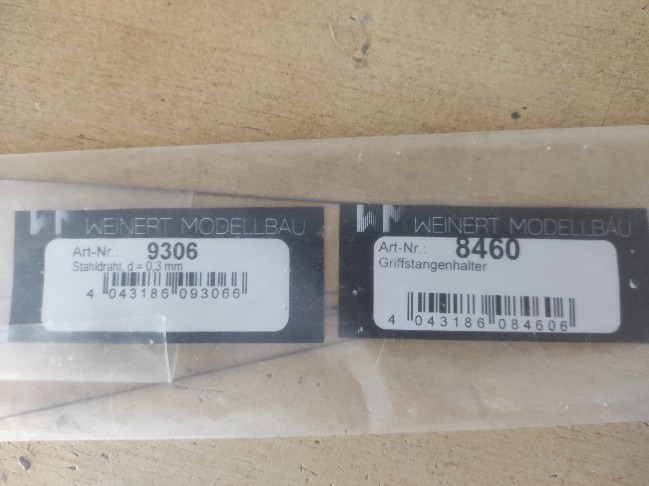 WEINERT MODELLBAU
Art-Nr.: 9306
Stahldraht, d = 0,3 mm
4 043186 093066
WEINERT MODELLBAU
Art-Nr.: 8460
Griffstangenhalter
4 043186 084606